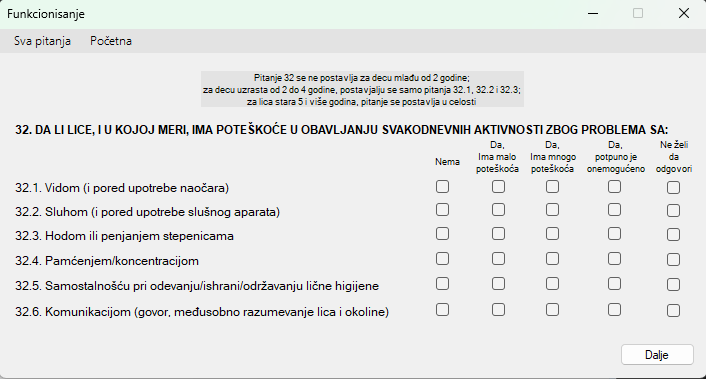 Funkcionisanje
Sva pitanja Početna
Pitanje 32 se ne postavlja za decu mlađu od 2 godine;
za decu uzrasta od 2 do 4 godine, postavjalju se samo pitanja 32.1, 32.2 i 32.3;
za lica stara 5 i više godina, pitanje se postavlja u celosti
32. DA LI LICE, I U KOJOJ MERI, IMA POTEŠKOĆE U OBAVLJANJU SVAKODNEVNIH AKTIVNOSTI ZBOG PROBLEMA SA:
Nema
Da,
Ima malo
poteškoća
Da,
Ima mnogo
poteškoća
Da,
potpuno je
onemogućeno
Ne želi
da
odgovori
32.1. Vidom (i pored upotrebe naočara)
32.2. Sluhom (i pored upotrebe slušnog aparata)
32.3. Hodom ili penjanjem stepenicama
32.4. Pamćenjem/koncentracijom
32.5. Samostalnošću pri odevanju/ishrani/održavanju lične higijene
32.6. Komunikacijom (govor, međusobno razumevanje lica i okoline)
Dalje